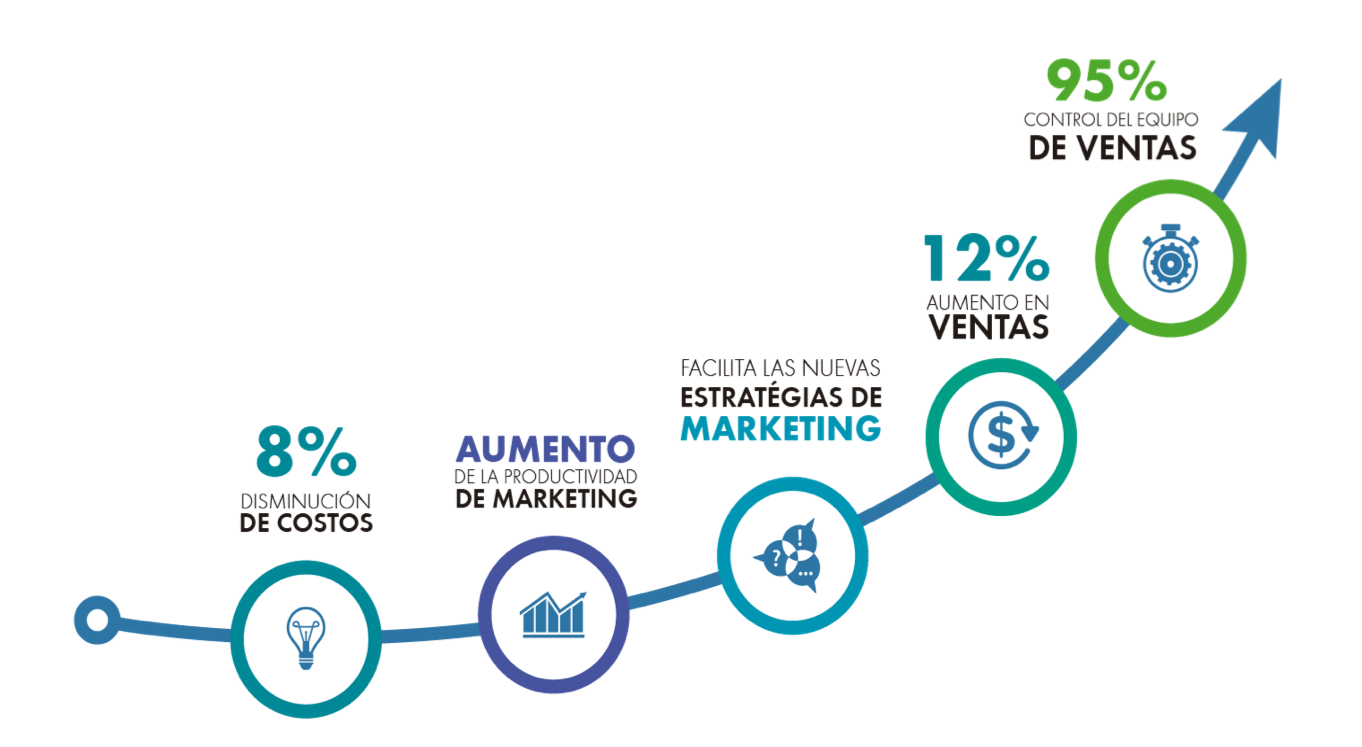 8%
DISMINUCIÓN
DE COSTOS
AUMENTO
DE LA PRODUCTIVIDAD
DE MARKETING
FACILITA LAS NUEVAS
ESTRATÉGIAS DE
MARKETING
12%
AUMENTO EN
VENTAS
95%
CONTROL DEL EQUIPO
DE VENTAS
$
?
!
...